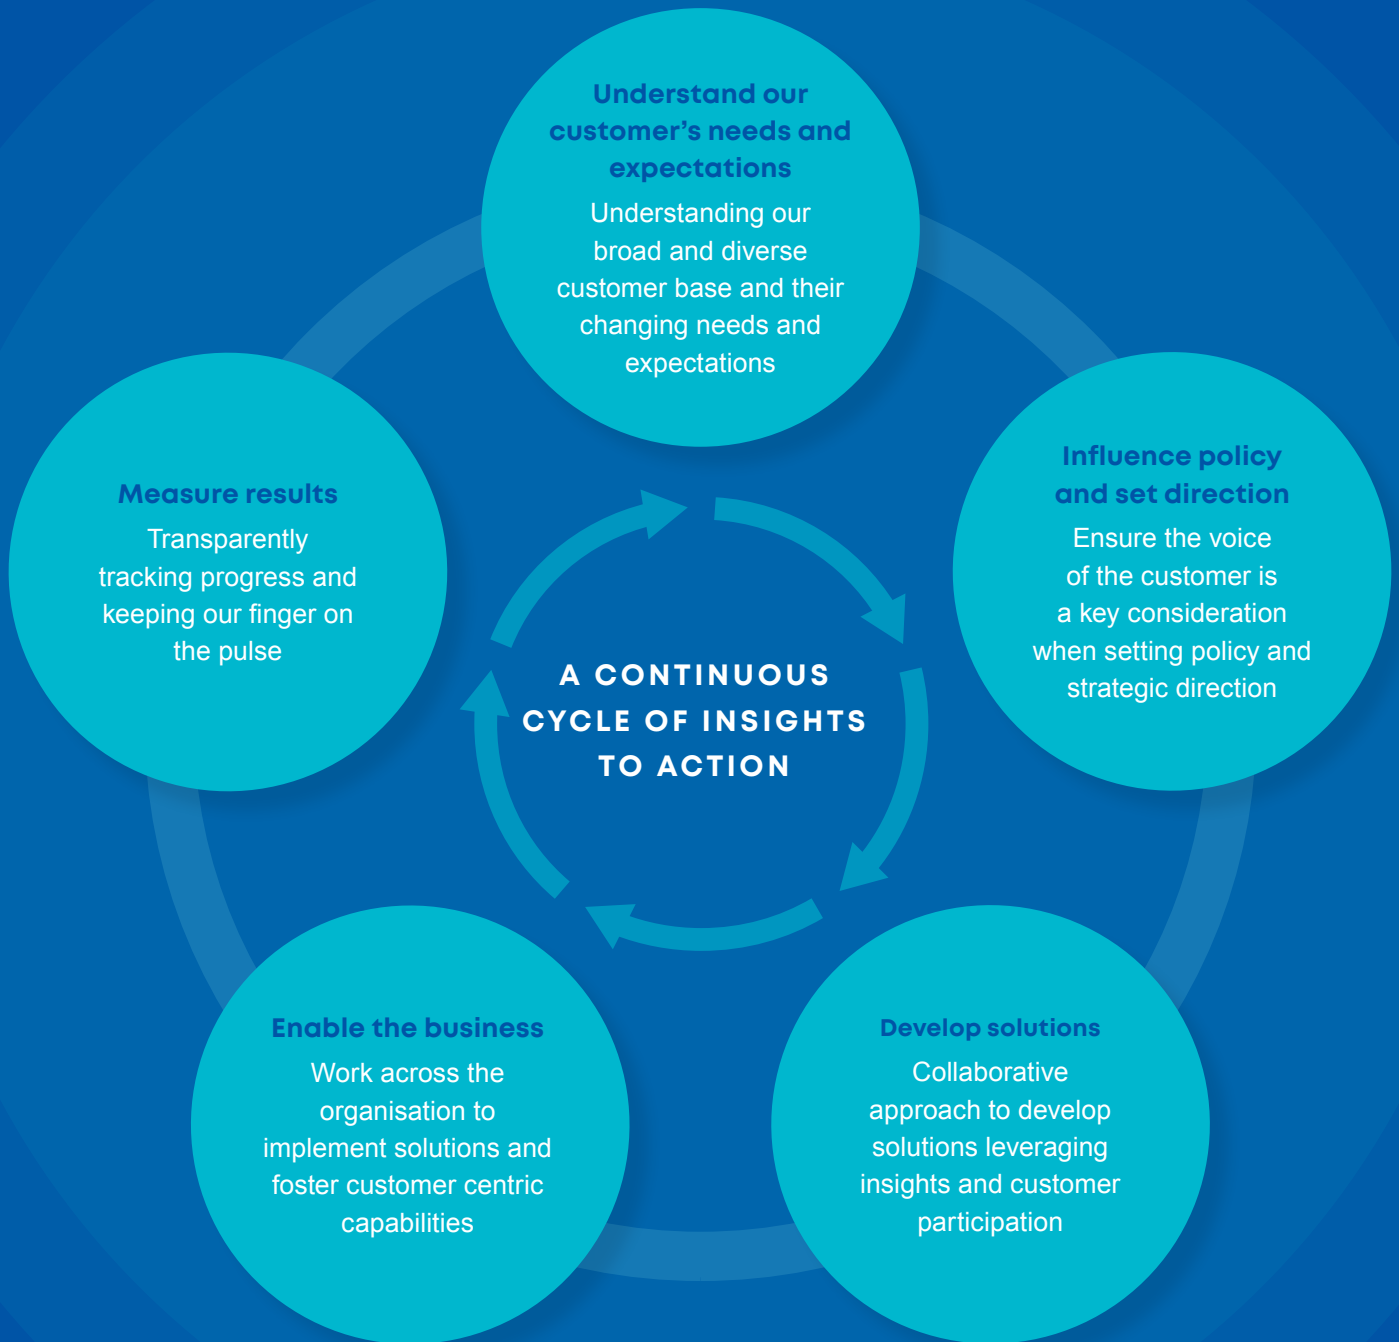 Understand our
customer’s needs and
expectations
Understanding our
broad and diverse
customer base and their
changing needs and
expectations
Influence policy
and set direction
Ensure the voice
of the customer is
a key consideration
when setting policy and
strategic direction
Develop solutions
Collaborative
approach to develop
solutions leveraging
insights and customer
participation
Enable the business
Work across the
organisation to
implement solutions and
foster customer centric
capabilities
Measure results
Transparently
tracking progress and
keeping our finger on
the pulse
A CONTINUOUS
CYCLE OF INSIGHTS
TO ACTION